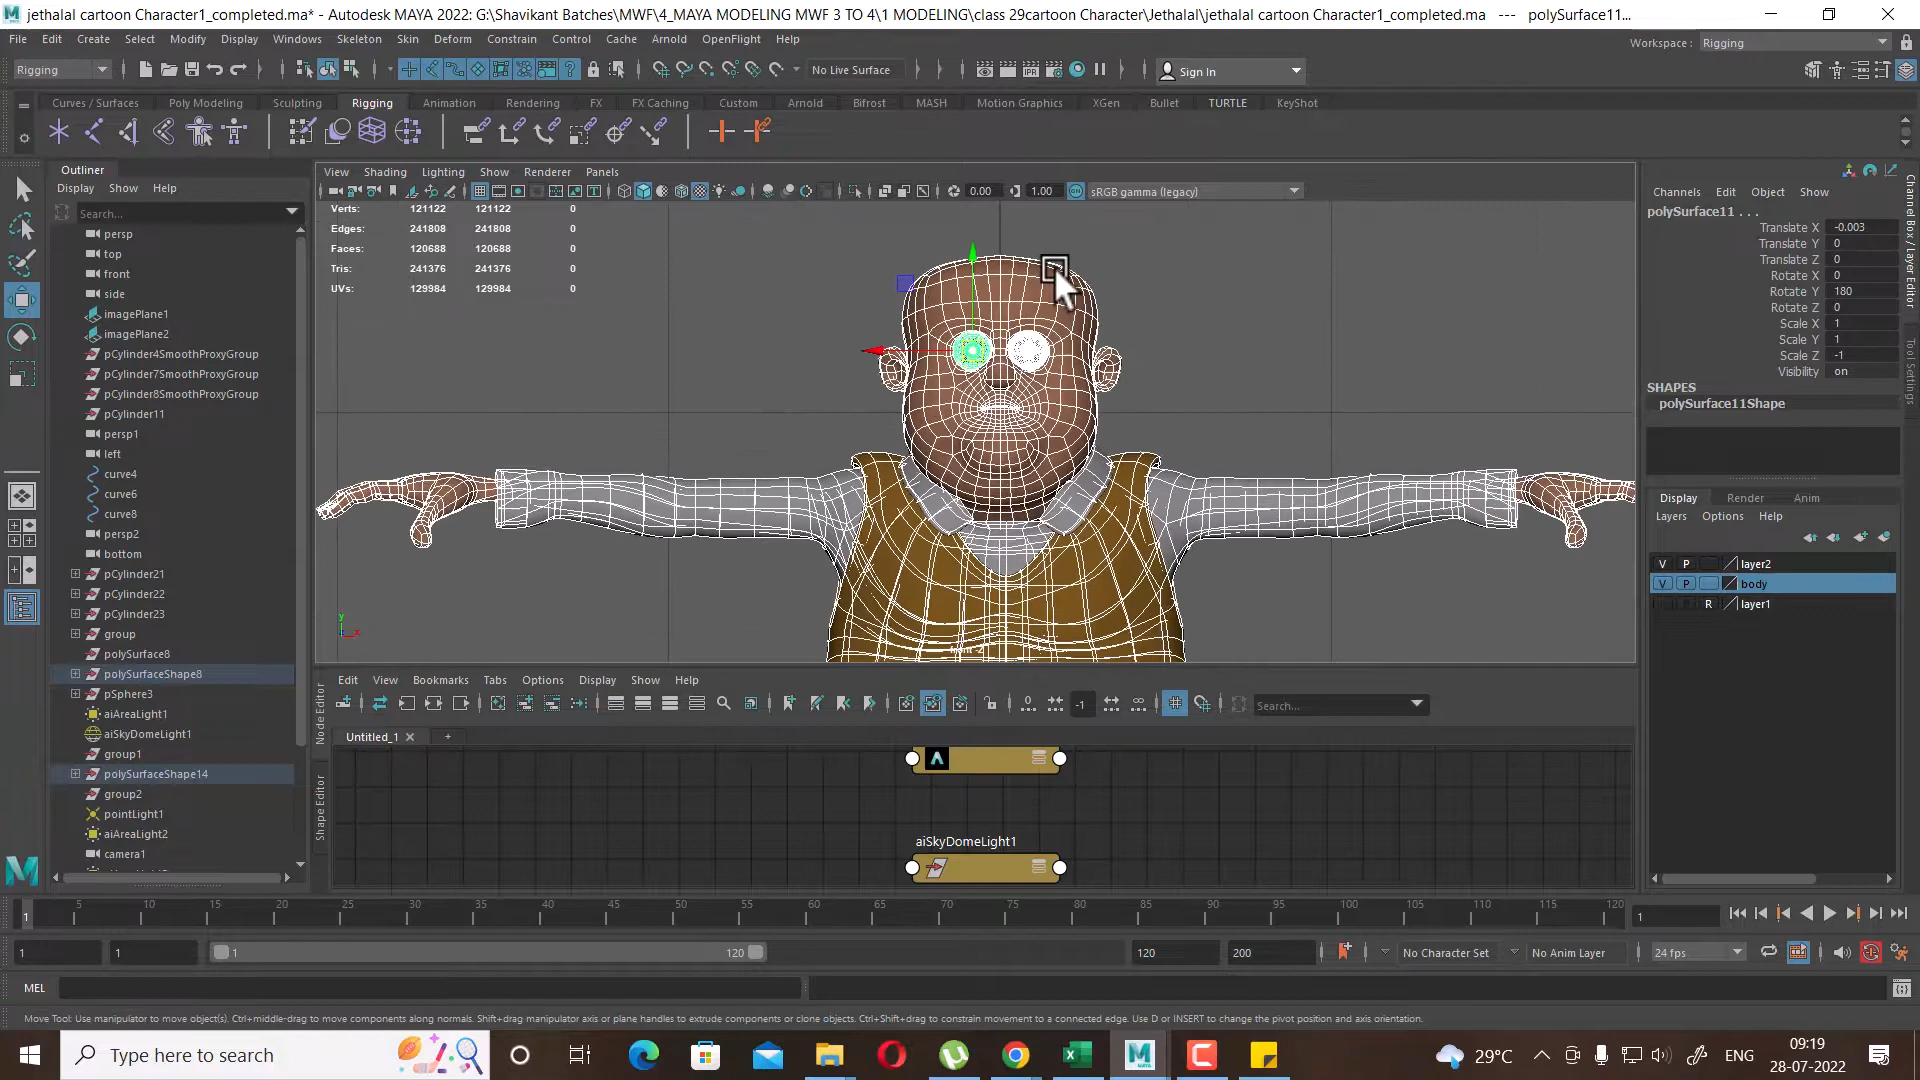 jethalal cartoon Character1_completed.ma* - Autodesk MAYA 2022: G:\Shavikant Batches\MWF\4_MAYA MODELING MWF 3 TO 4\1 MODELING\class 29cartoon Character\Jethalal\jethalal cartoon Character1_completed.ma --- polySurface11...
File Edit Create Select Modify Display Windows Skeleton Skin Deform Constrain Control Cache Arnold OpenFlight Help
Workspace : Rigging
Rigging No Live Surface Sign In
Curves / Surfaces Poly Modeling Sculpting Rigging Animation Rendering FX FX Caching Custom Arnold Bifrost MASH Motion Graphics XGen Bullet TURTLE KeyShot
Outliner
Display Show Help
Search...
persp
top
front
side
imagePlane1
imagePlane2
pCylinder4SmoothProxyGroup
pCylinder7SmoothProxyGroup
pCylinder8SmoothProxyGroup
pCylinder11
persp1
left
curve4
curve6
curve8
persp2
bottom
pCylinder21
pCylinder22
pCylinder23
group
polySurface8
polySurfaceShape8
pSphere3
aiAreaLight1
aiSkyDomeLight1
group1
polySurfaceShape14
group2
pointLight1
aiAreaLight2
camera1
View Shading Lighting Show Renderer Panels
0.00 1.00 sRGB gamma (legacy)
Verts: 121122 121122 0
Edges: 241808 241808 0
Faces: 120688 120688 0
Tris: 241376 241376 0
UVs: 129984 129984 0
y
x
front -Z
Node Editor
Shape Editor
Edit View Bookmarks Tabs Options Display Show Help
-1
Search...
Untitled_1
+
aiSkyDomeLight1
Channels Edit Object Show
polySurface11 . . .
Translate X -0.003
Translate Y 0
Translate Z 0
Rotate X 0
Rotate Y 180
Rotate Z 0
Scale X 1
Scale Y 1
Scale Z -1
Visibility on
SHAPES
polySurface11Shape
Channel Box / Layer Editor
Tool Settings
Display Render Anim
Layers Options Help
V P layer2
V P body
R layer1
1 5 10 15 20 25 30 35 40 45 50 55 60 65 70 75 80 85 90 95 100 105 110 115 120
1
1 1 1 120 120 200 No Character Set No Anim Layer 24 fps
MEL
Move Tool: Use manipulator to move object(s). Ctrl+middle-drag to move components along normals. Shift+drag manipulator axis or plane handles to extrude components or clone objects. Ctrl+Shift+drag to constrain movement to a connected edge. Use D or INSERT to change the pivot position and axis orientation.
Type here to search
29°C
ENG
09:19
28-07-2022